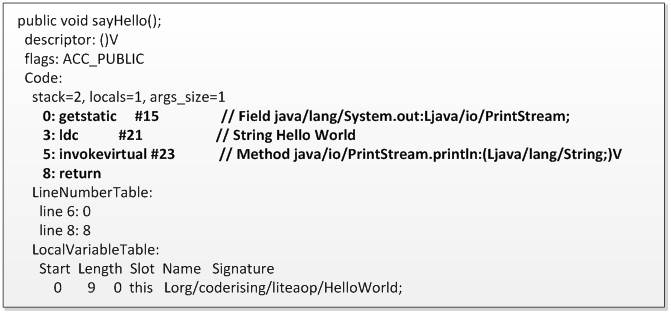 public void sayHello();
descriptor: ()V
flags: ACC_PUBLIC
Code:
stack=2, locals=1, args_size=1
0: getstatic #15 // Field java/lang/System.out:Ljava/io/PrintStream;
3: ldc #21 // String Hello World
5: invokevirtual #23 // Method java/io/PrintStream.println:(Ljava/lang/String;)V
8: return
LineNumberTable:
line 6: 0
line 8: 8
LocalVariableTable:
Start Length Slot Name Signature
0 9 0 this Lorg/coderising/liteaop/HelloWorld;